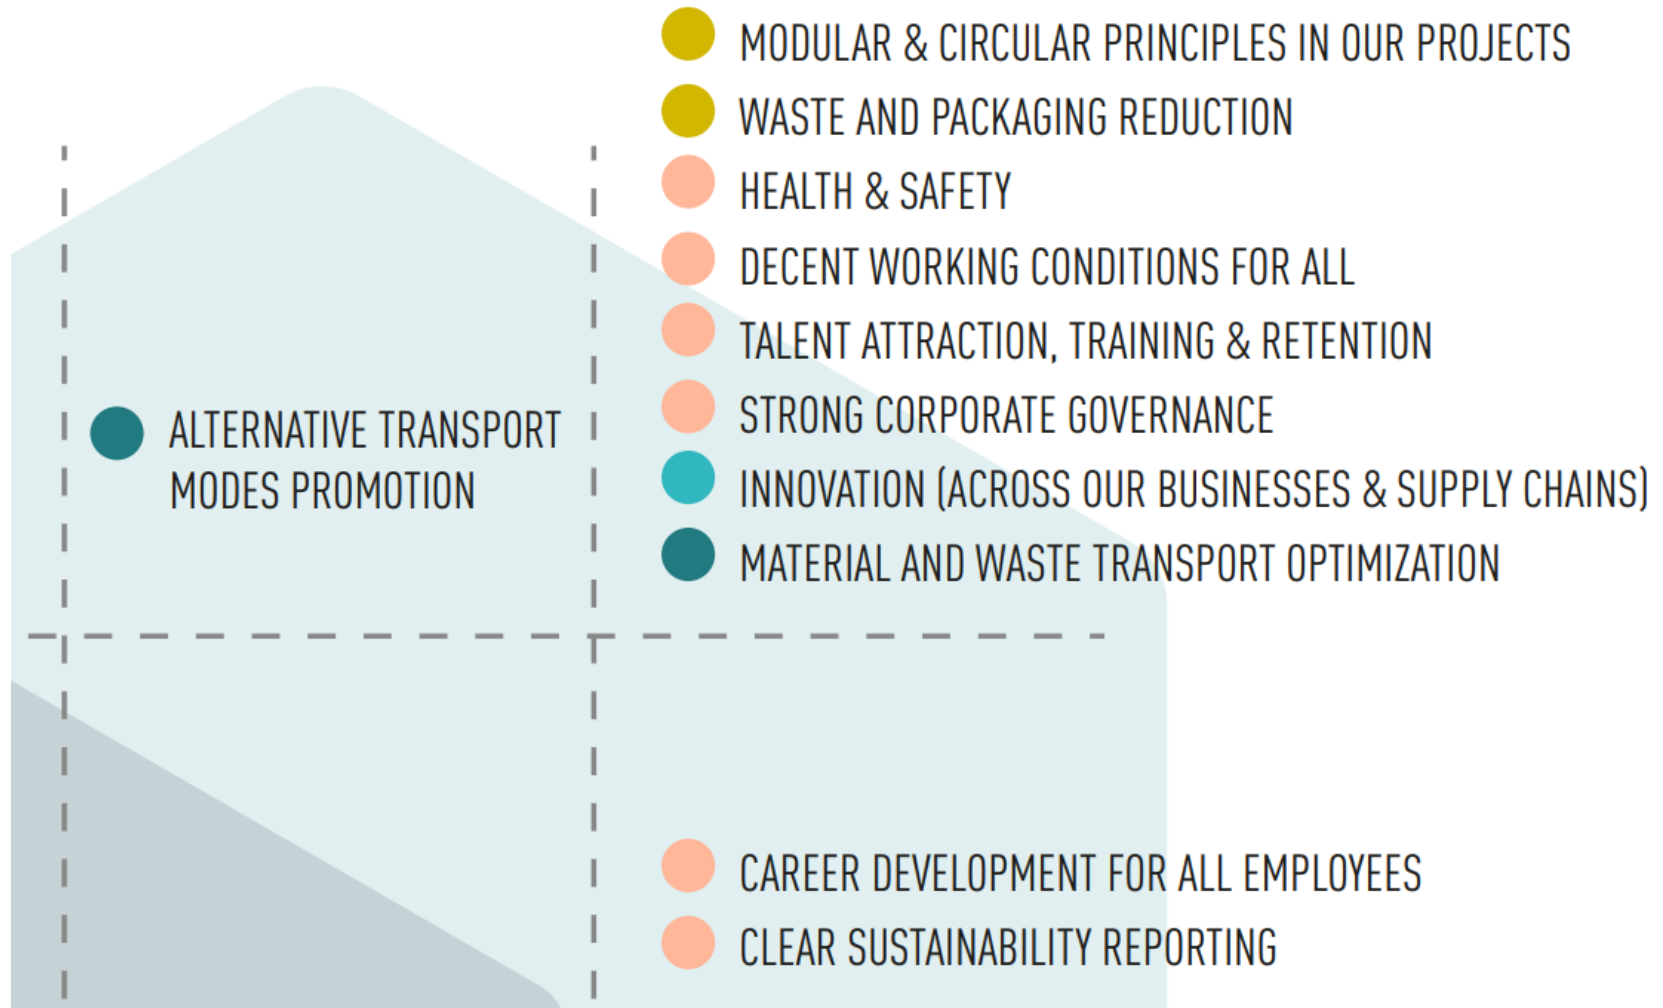 MODULAR & CIRCULAR PRINCIPLES IN OUR PROJECTS
WASTE AND PACKAGING REDUCTION
HEALTH & SAFETY
DECENT WORKING CONDITIONS FOR ALL
TALENT ATTRACTION, TRAINING & RETENTION
STRONG CORPORATE GOVERNANCE
INNOVATION (ACROSS OUR BUSINESSES & SUPPLY CHAINS)
MATERIAL AND WASTE TRANSPORT OPTIMIZATION
ALTERNATIVE TRANSPORT
MODES PROMOTION
CAREER DEVELOPMENT FOR ALL EMPLOYEES
CLEAR SUSTAINABILITY REPORTING